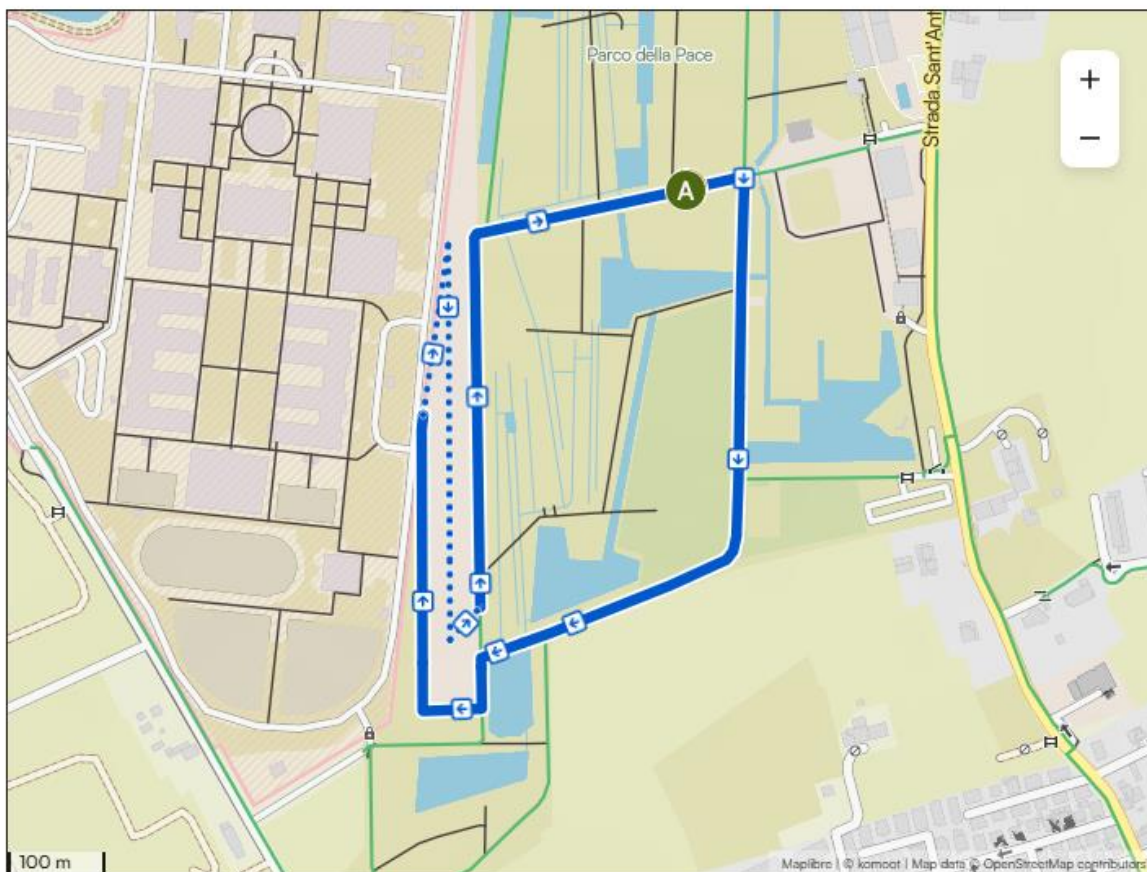 Parco della Pace
Strada Sant'Ant
+
−
A
100 m
Maplibre | © komoot | Map data © OpenStreetMap contributors